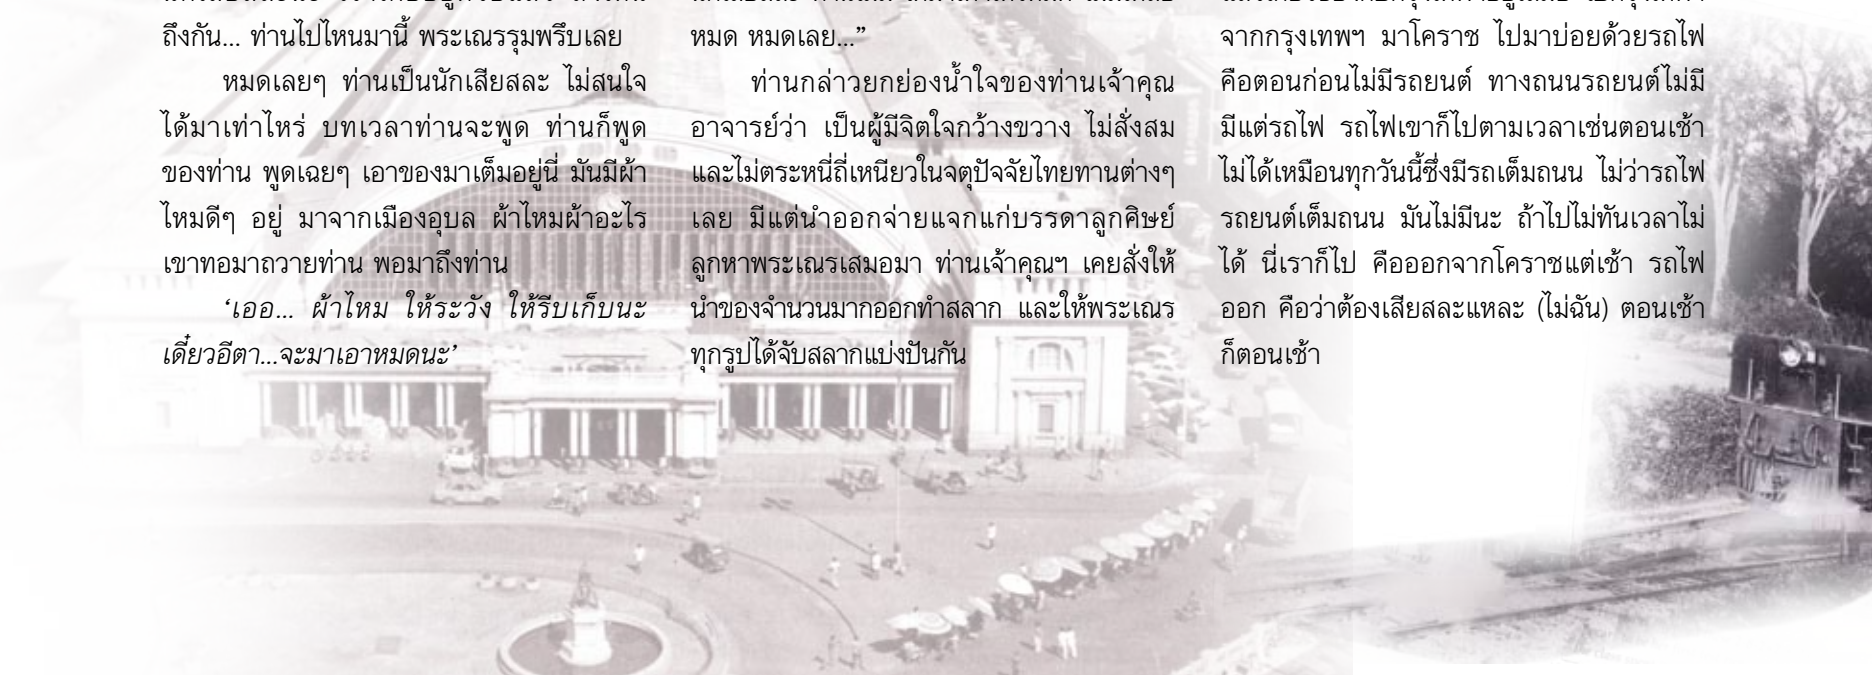 ถึงกัน... ท่านไปไหนมานี้ พระเณรรุมพรึบเลย
หมดเลยๆ ท่านเป็นนักเสียสละ ไม่สนใจ
ได้มาเท่าไหร่ บทเวลาท่านจะพูด ท่านก็พูด
ของท่าน พูดเฉยๆ เอาของมาเต็มอยู่นี่ มันมีผ้า
ไหมดีๆ อยู่ มาจากเมืองอุบล ผ้าไหมผ้าอะไร
เขาทอมาถวายท่าน พอมาถึงท่าน
‘เออ... ผ้าไหม ให้ระวัง ให้รีบเก็บนะ
เดี๋ยวอีตา...จะมาเอาหมดนะ’
หมด หมดเลย...”
ท่านกล่าวยกย่องน้ำใจของท่านเจ้าคุณ
อาจารย์ว่า เป็นผู้มีจิตใจกว้างขวาง ไม่สั่งสม
และไม่ตระหนี่ถี่เหนียวในจตุปัจจัยไทยทานต่างๆ
เลย มีแต่นำออกจ่ายแจกแก่บรรดาลูกศิษย์
ลูกหาพระเณรเสมอมา ท่านเจ้าคุณฯ เคยสั่งให้
นำของจำนวนมากออกทำสลาก และให้พระเณร
ทุกรูปได้จับสลากแบ่งปันกัน
จากกรุงเทพฯ มาโคราช ไปมาบ่อยด้วยรถไฟ
คือตอนก่อนไม่มีรถยนต์ ทางถนนรถยนต์ไม่มี
มีแต่รถไฟ รถไฟเขาก็ไปตามเวลาเช่นตอนเช้า
ไม่ได้เหมือนทุกวันนี้ซึ่งมีรถเต็มถนน ไม่ว่ารถไฟ
รถยนต์เต็มถนน มันไม่มีนะ ถ้าไปไม่ทันเวลาไม่
ได้ นี่เราก็ไป คือออกจากโคราชแต่เช้า รถไฟ
ออก คือว่าต้องเสียสละแหละ (ไม่ฉัน) ตอนเช้า
ก็ตอนเช้า